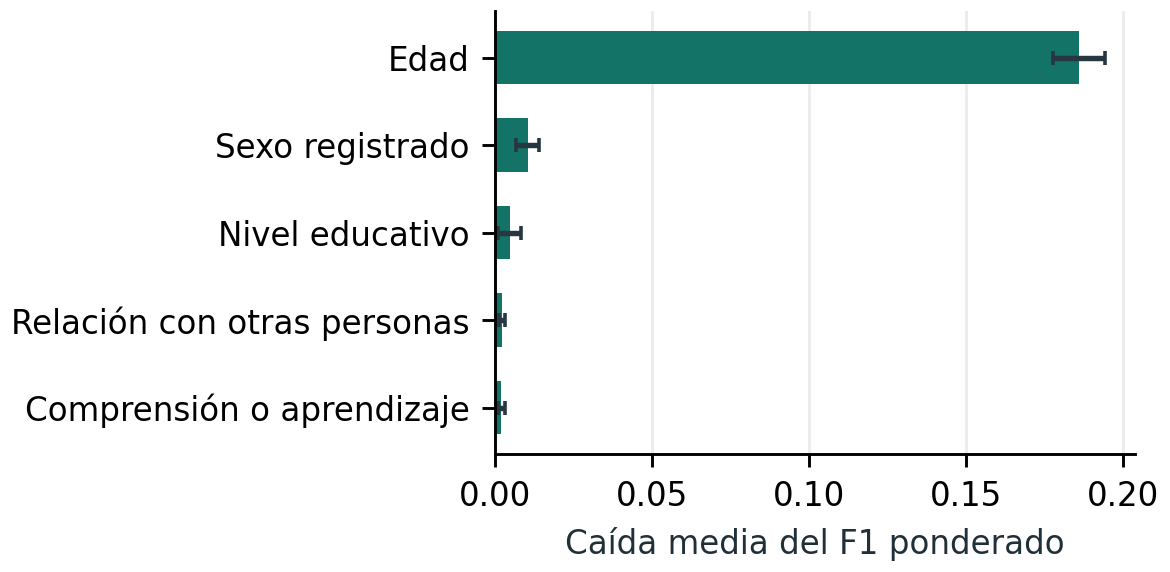 Edad
Sexo registrado
Nivel educativo
Relación con otras personas
Comprensión o aprendizaje
0.00 0.05 0.10 0.15 0.20
Caída media del F1 ponderado